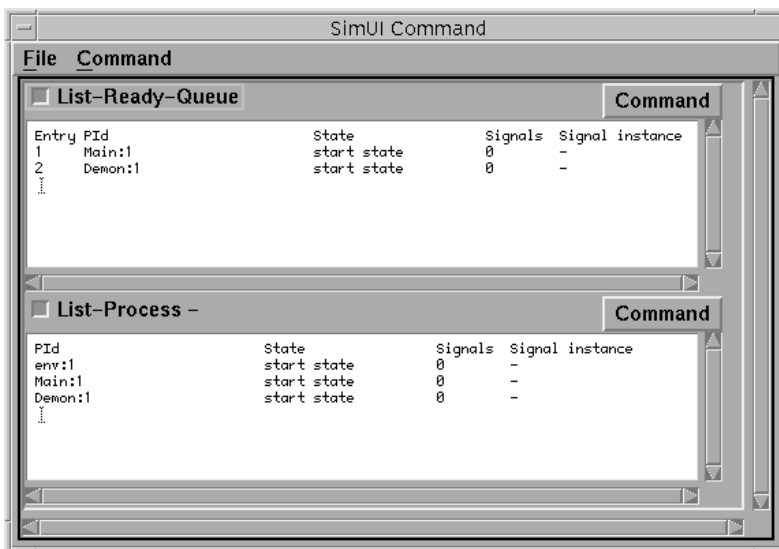 SimUI Command
File Command
List-Ready-Queue
Command
Entry PId State Signals Signal instance
1 Main:1 start state 0 -
2 Demon:1 start state 0 -
List-Process -
Command
PId State Signals Signal instance
env:1 start state 0 -
Main:1 start state 0 -
Demon:1 start state 0 -